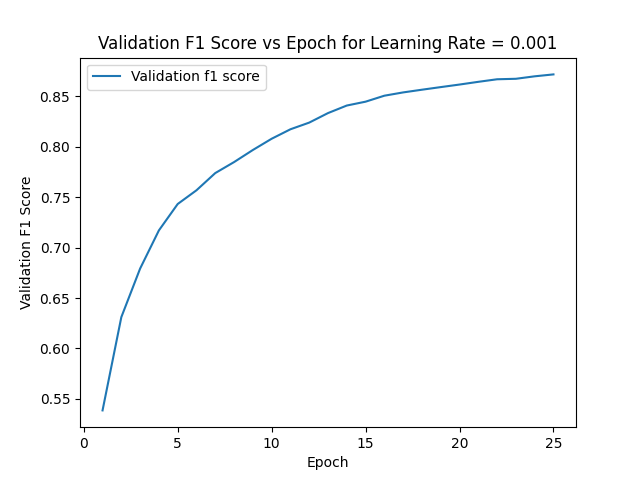 Validation F1 Score vs Epoch for Learning Rate = 0.001
Validation f1 score
0.85
0.80
0.75
0.70
0.65
0.60
0.55
Validation F1 Score
0 5 10 15 20 25
Epoch